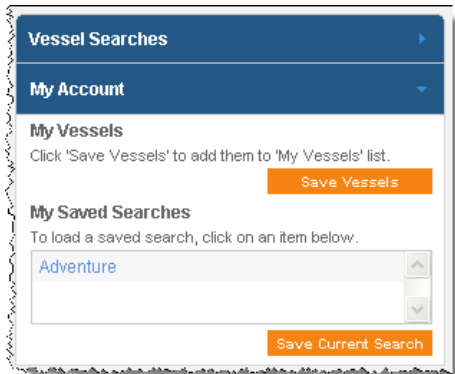 Vessel Searches
My Account
My Vessels
Click 'Save Vessels' to add them to 'My Vessels' list.
Save Vessels
My Saved Searches
To load a saved search, click on an item below.
Adventure
Save Current Search